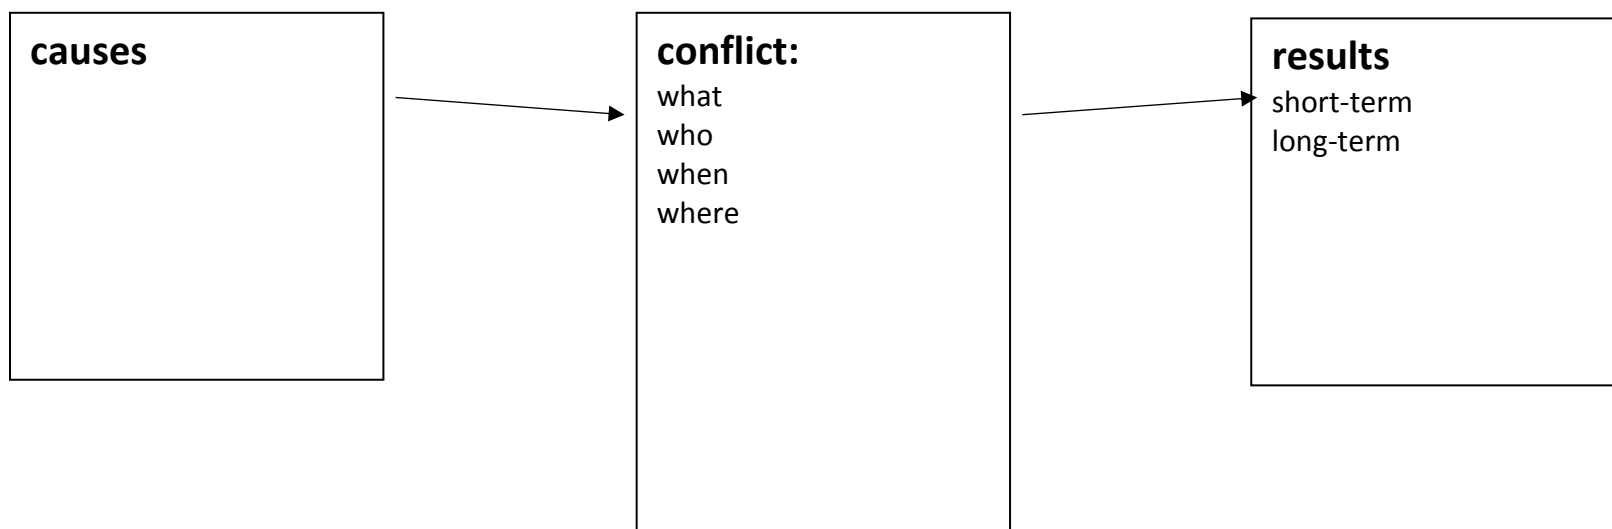 causes
conflict:
what
who
when
where
results
short-term
long-term